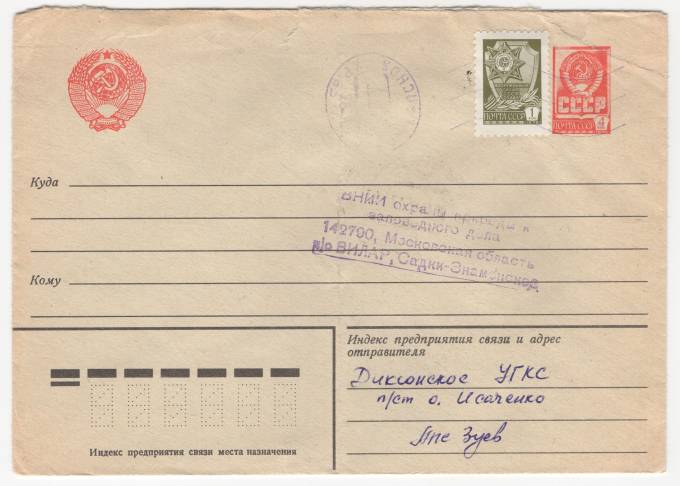 СССР
ПОЧТА СССР 1
ПОЧТА СССР 4
Куда
ВНИИ охраны природы и
заповедного дела
142790, Московская область
п/о ВИЛАР, Садки-Знаменское
Кому
Индекс предприятия связи и адрес
отправителя
Диксонское УГКС
п/ст о. Исаченко
Зуев
Индекс предприятия связи места назначения